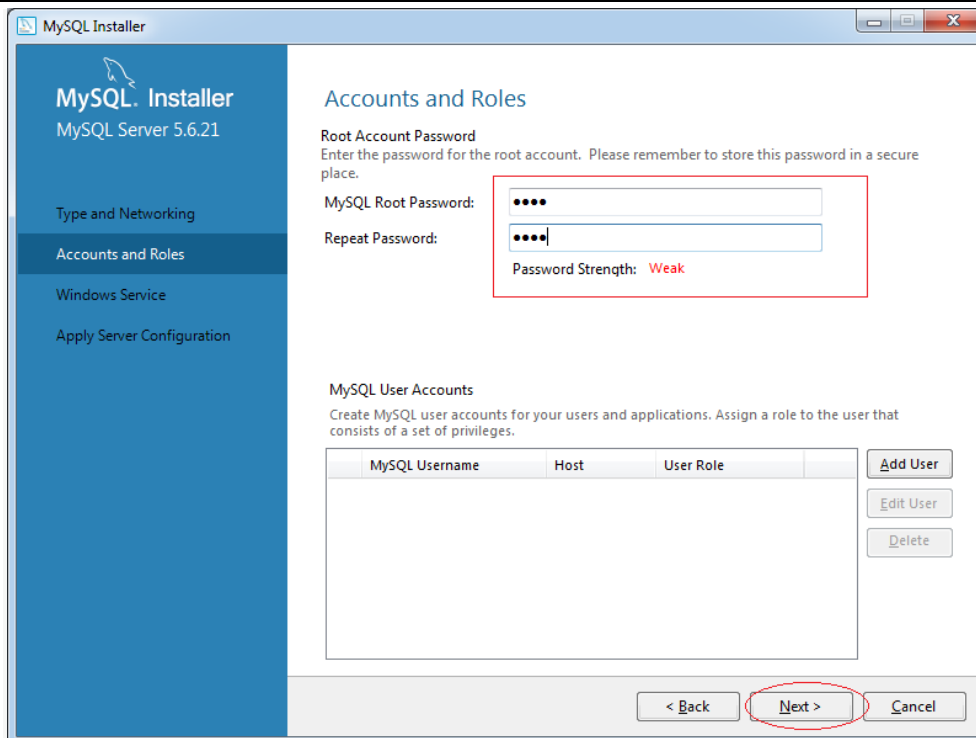 MySQL Installer
MySQL. Installer
MySQL Server 5.6.21
Type and Networking
Accounts and Roles
Windows Service
Apply Server Configuration
Accounts and Roles
Root Account Password
Enter the password for the root account. Please remember to store this password in a secure
place.
MySQL Root Password: ••••
Repeat Password: ••••
Password Strength: Weak
MySQL User Accounts
Create MySQL user accounts for your users and applications. Assign a role to the user that
consists of a set of privileges.
MySQL Username Host User Role
Add User
Edit User
Delete
< Back Next > Cancel